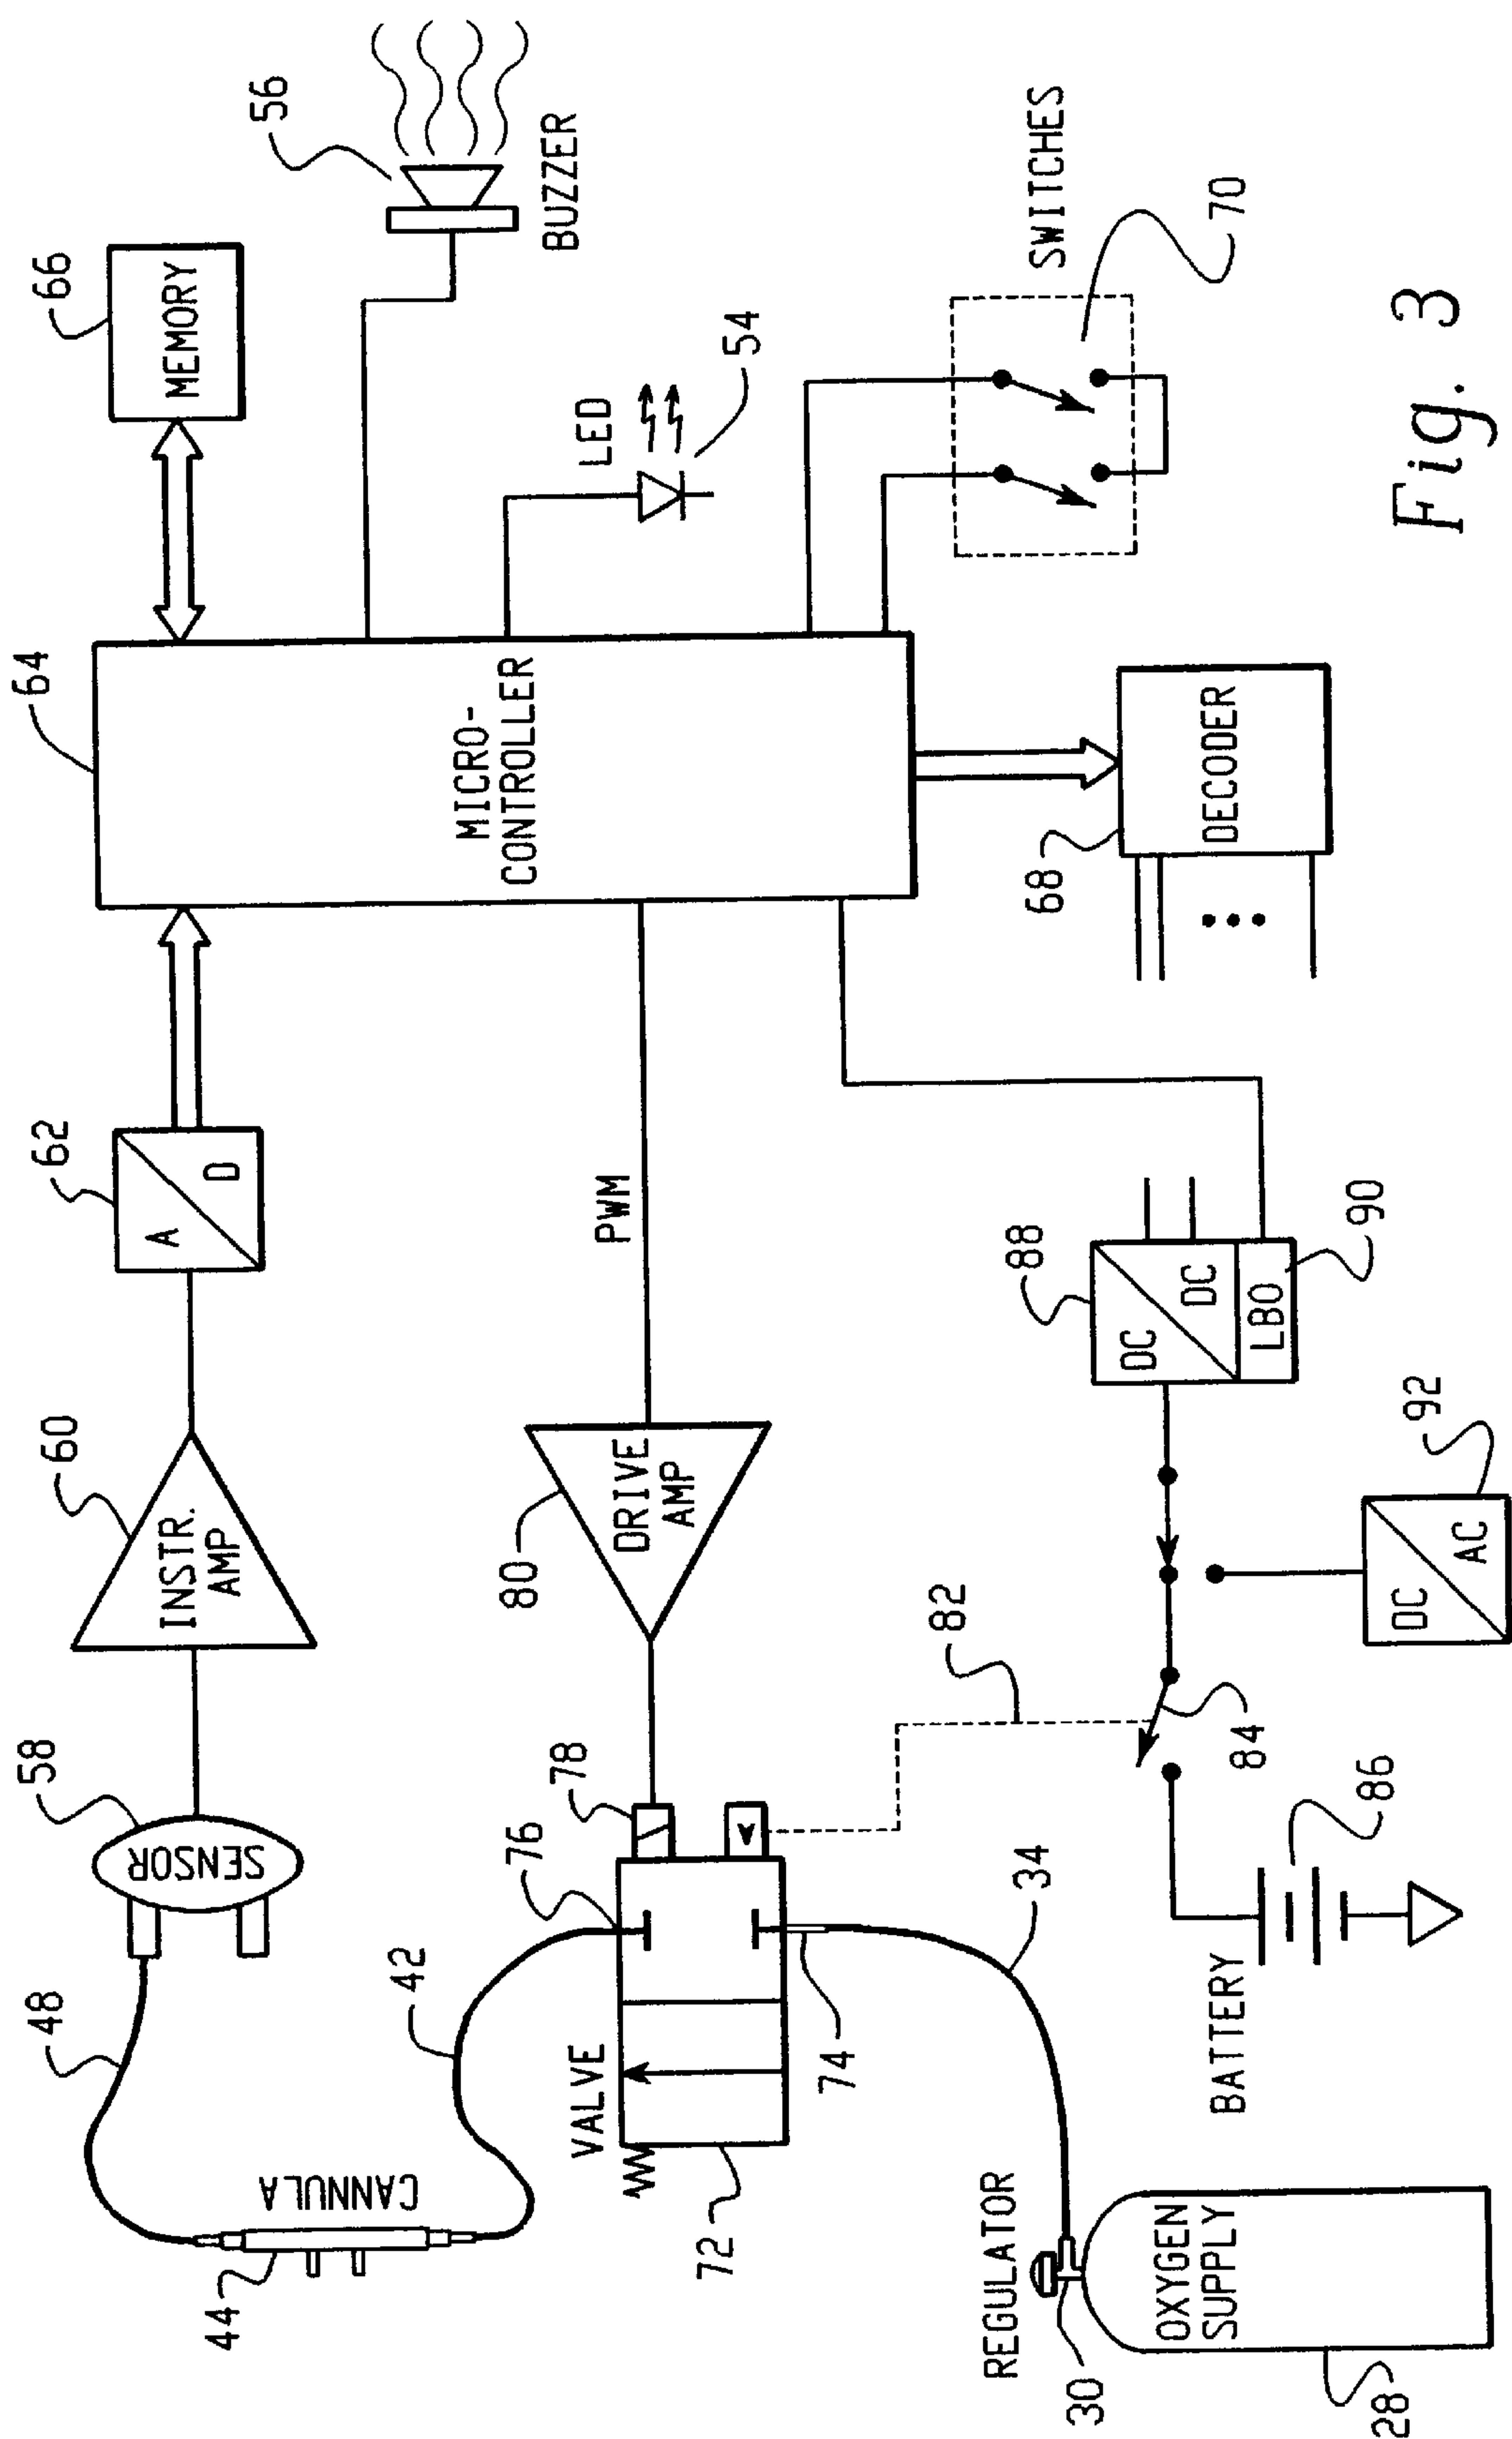 48
58
SENSOR
60
INSTR.
AMP
62
A
D
64
MICRO-
CONTROLLER
66
MEMORY
56
BUZZER
44
CANNULA
42
VALVE
76
78
80
DRIVE
AMP
PWM
LED
54
72
74
34
82
REGULATOR
30
OXYGEN
SUPPLY
28
BATTERY
86
84
88
DC
DC
LBO
90
92
DC
AC
68
DECODER
SWITCHES
70
Fig. 3